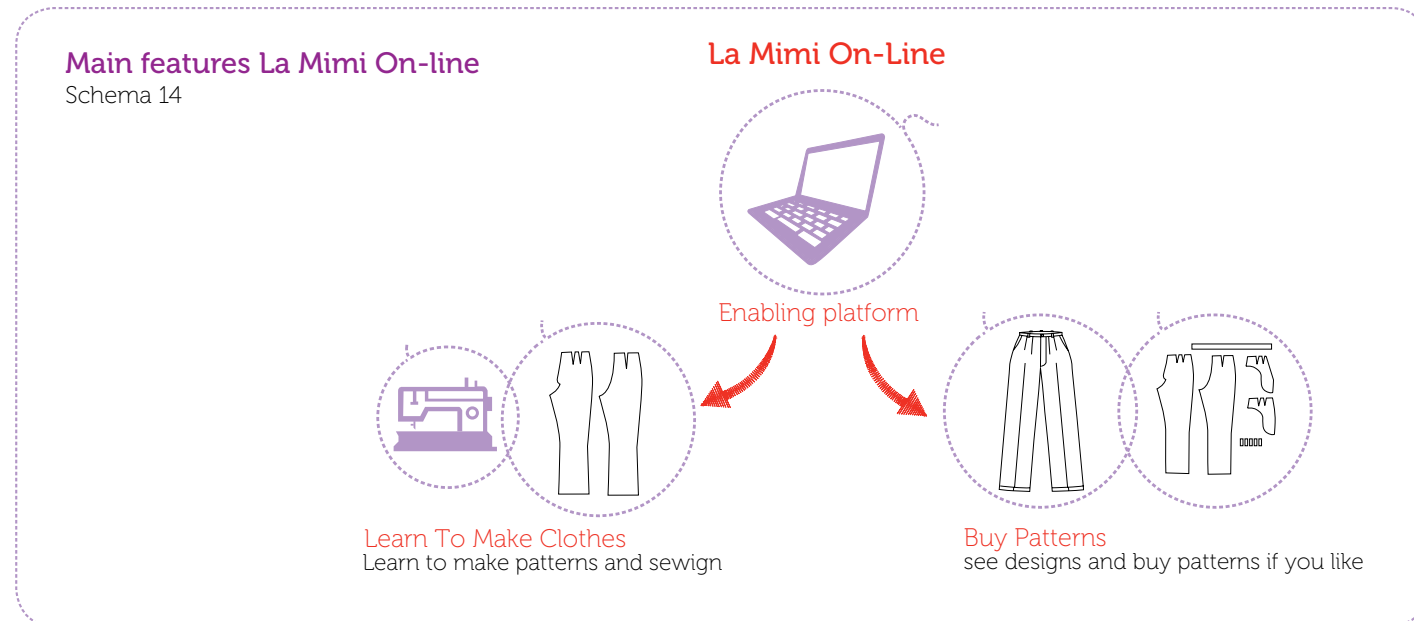 Main features La Mimi On-line
Schema 14
La Mimi On-Line
Enabling platform
Learn To Make Clothes
Learn to make patterns and sewign
Buy Patterns
see designs and buy patterns if you like